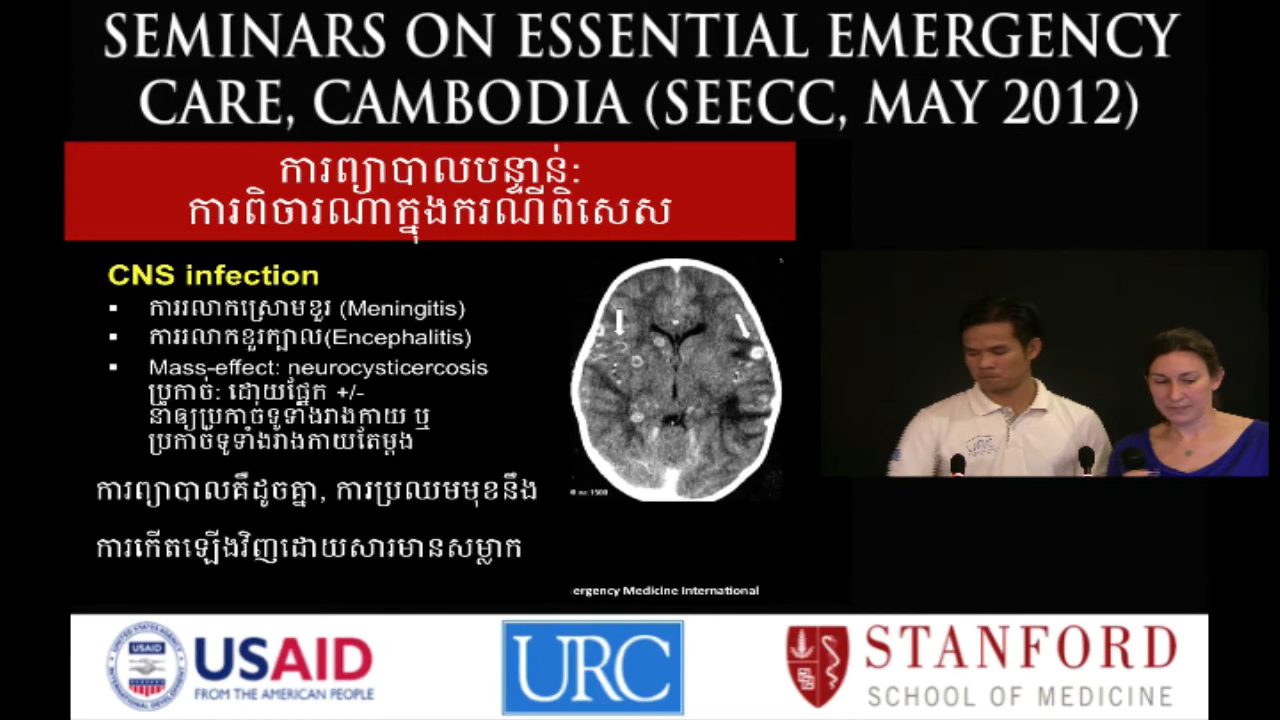 SEMINARS ON ESSENTIAL EMERGENCY
CARE, CAMBODIA (SEECC, MAY 2012)
ការព្យាបាលបន្ទាន់:
ការពិចារណាក្នុងករណីពិសេស
CNS infection
▪ ការរលាកស្រោមខួរ (Meningitis)
▪ ការរលាកខួរក្បាល(Encephalitis)
▪ Mass-effect: neurocysticercosis
ប្រកាច់: ដោយផ្នែក +/-
នាំឲ្យប្រកាច់ទូទាំងរាងកាយ ឬ
ប្រកាច់ទូទាំងរាងកាយតែម្តង
ការព្យាបាលគឺដូចគ្នា, ការប្រឈមមុខនឹង
ការកើតឡើងវិញដោយសារមានសម្លាក
ergency Medicine International
USAID
FROM THE AMERICAN PEOPLE
URC
STANFORD
SCHOOL OF MEDICINE